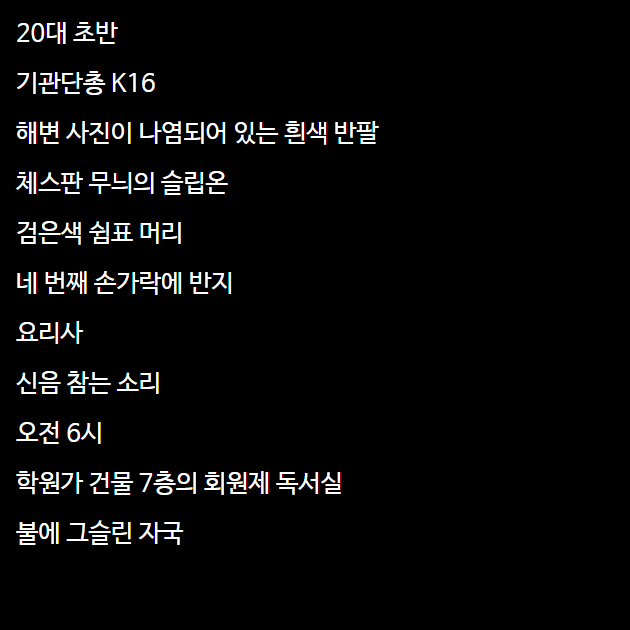 20대 초반
기관단총 K16
해변 사진이 나염되어 있는 흰색 반팔
체스판 무늬의 슬립온
검은색 쉼표 머리
네 번째 손가락에 반지
요리사
신음 참는 소리
오전 6시
학원가 건물 7층의 회원제 독서실
불에 그슬린 자국